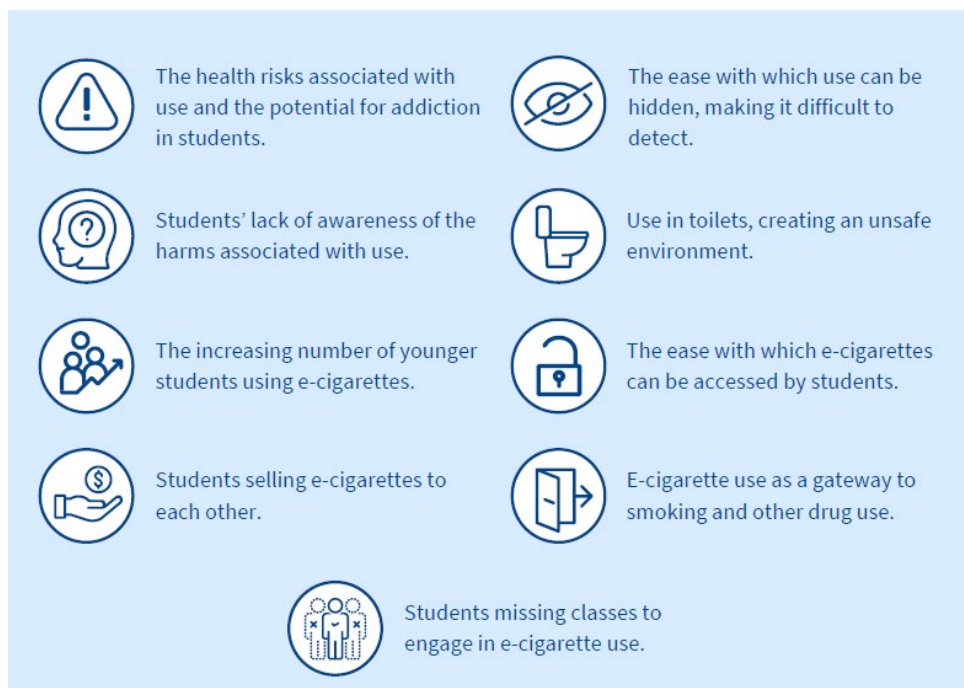 The health risks associated with
use and the potential for addiction
in students.
The ease with which use can be
hidden, making it difficult to
detect.
Students’ lack of awareness of the
harms associated with use.
Use in toilets, creating an unsafe
environment.
The increasing number of younger
students using e-cigarettes.
The ease with which e-cigarettes
can be accessed by students.
Students selling e-cigarettes to
each other.
E-cigarette use as a gateway to
smoking and other drug use.
Students missing classes to
engage in e-cigarette use.